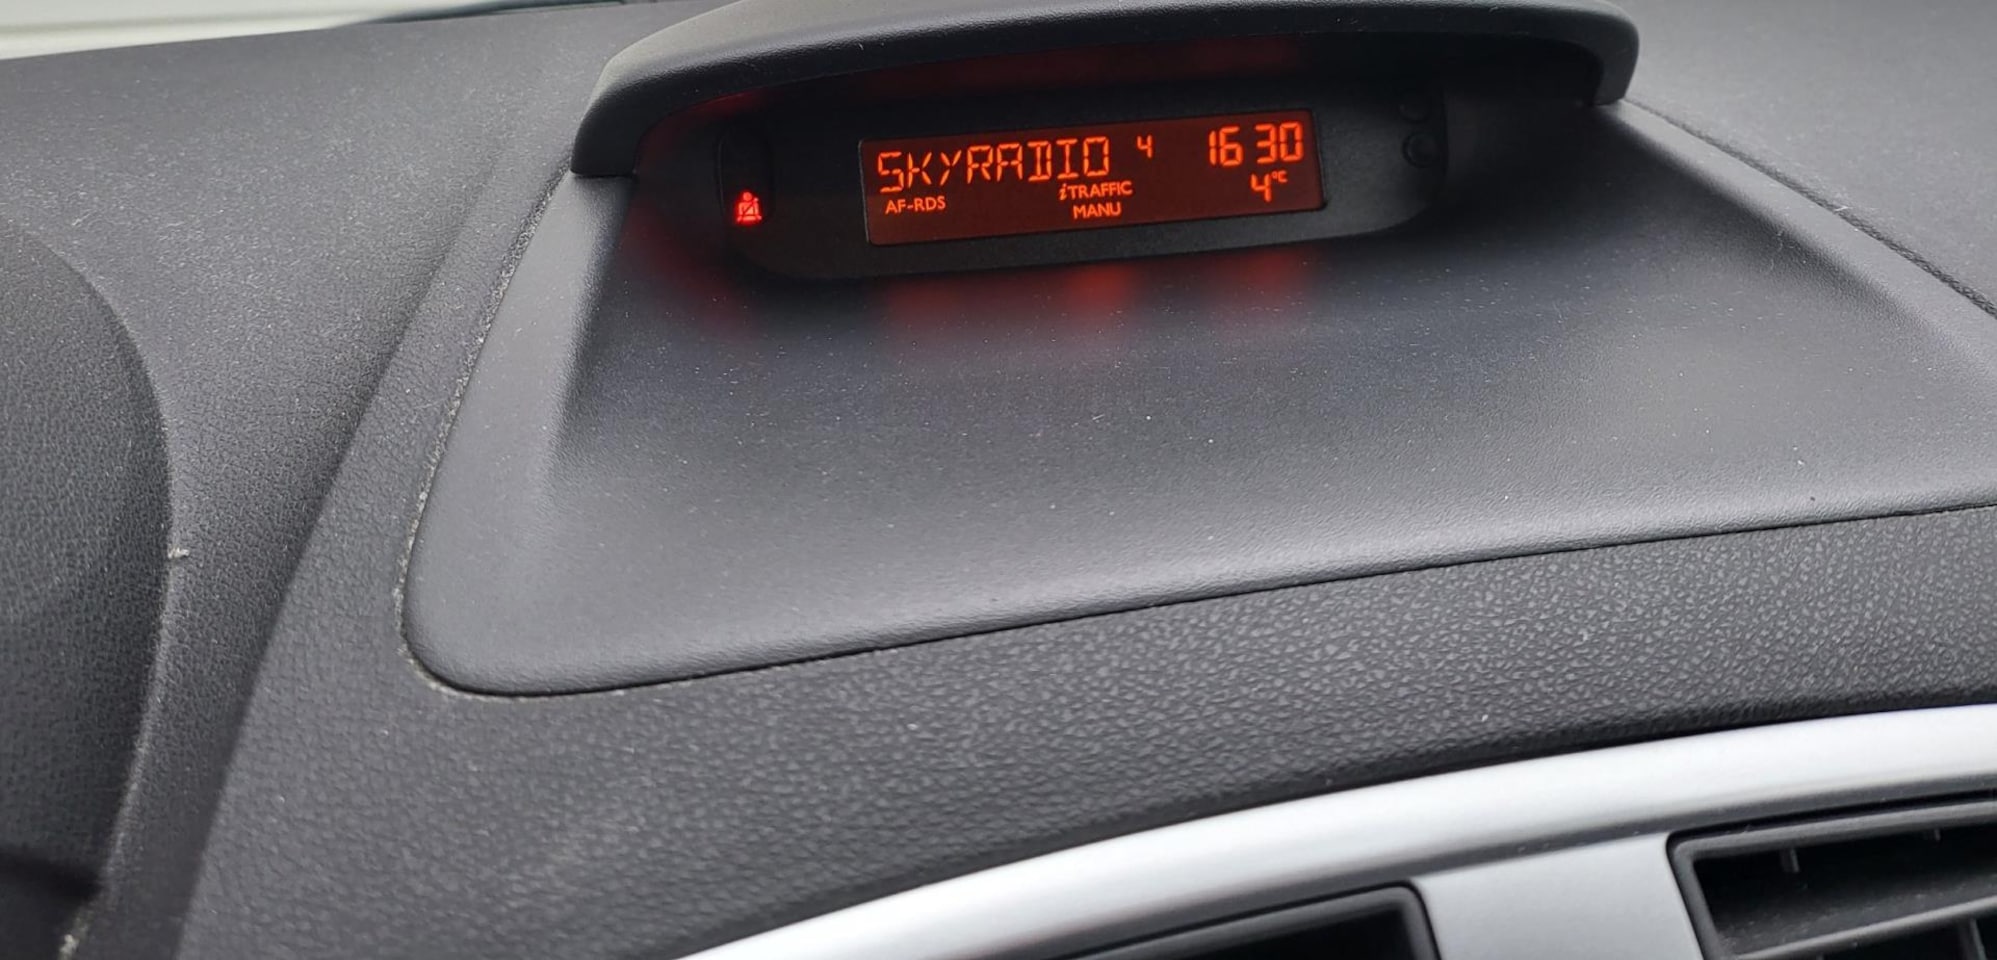 SKYRADIO 4 16 30
AF-RDS iTRAFFIC 4°C
MANU